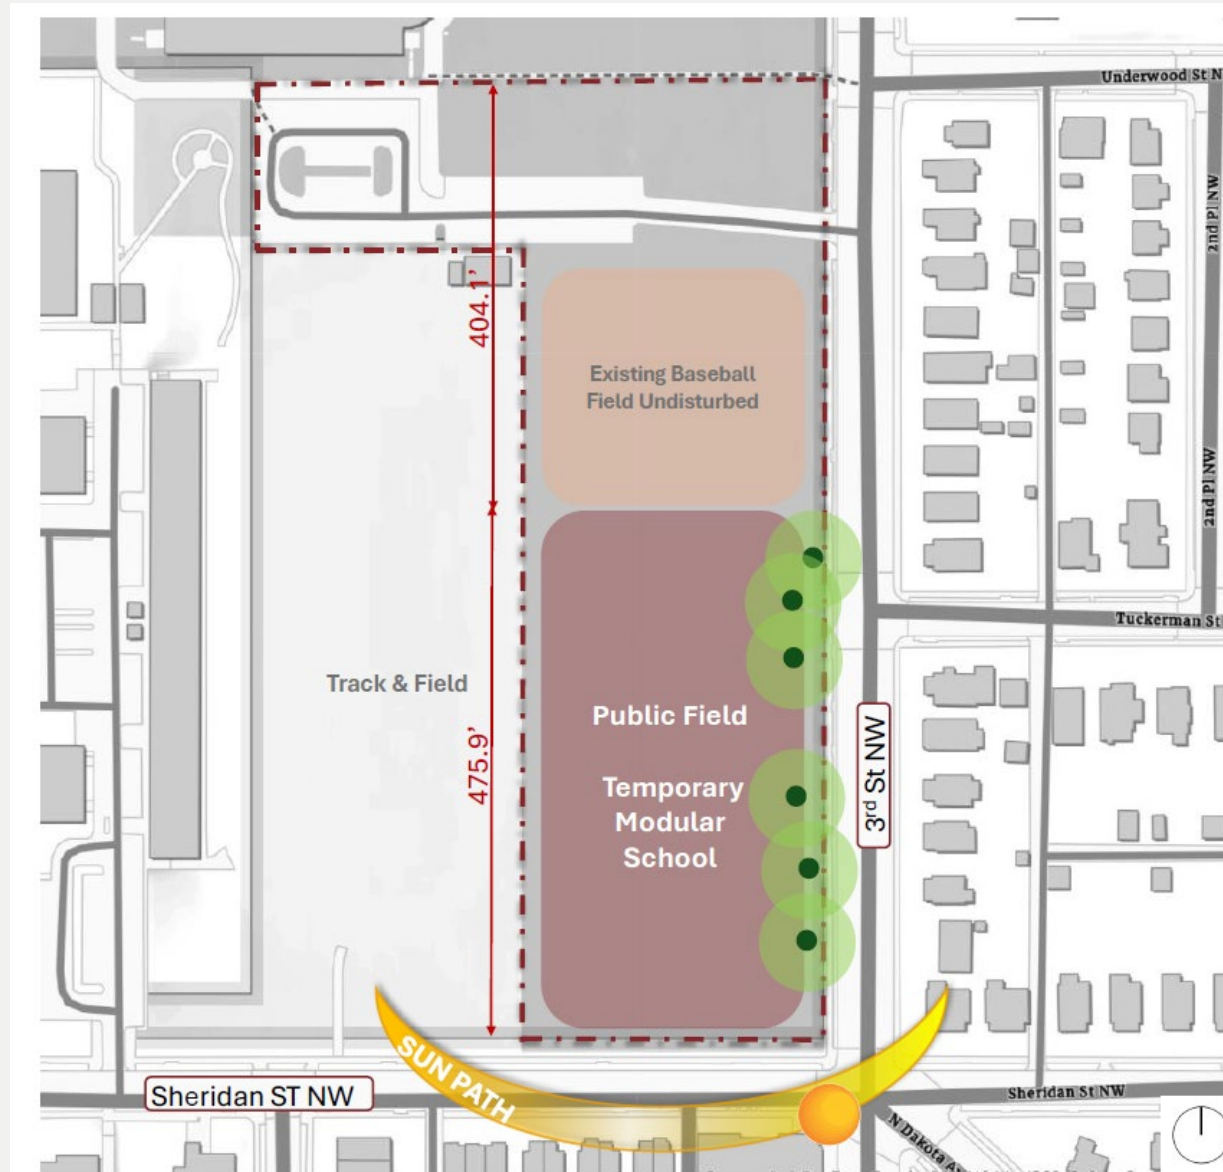 Underwood St N
2nd Pl NW
404.1'
Existing Baseball
Field Undisturbed
2nd Pl NW
Tuckerman St
Track & Field
Public Field
475.9'
3rd St NW
Temporary
Modular
School
SUN PATH
Sheridan ST NW
Sheridan St NW
N Dakota Av